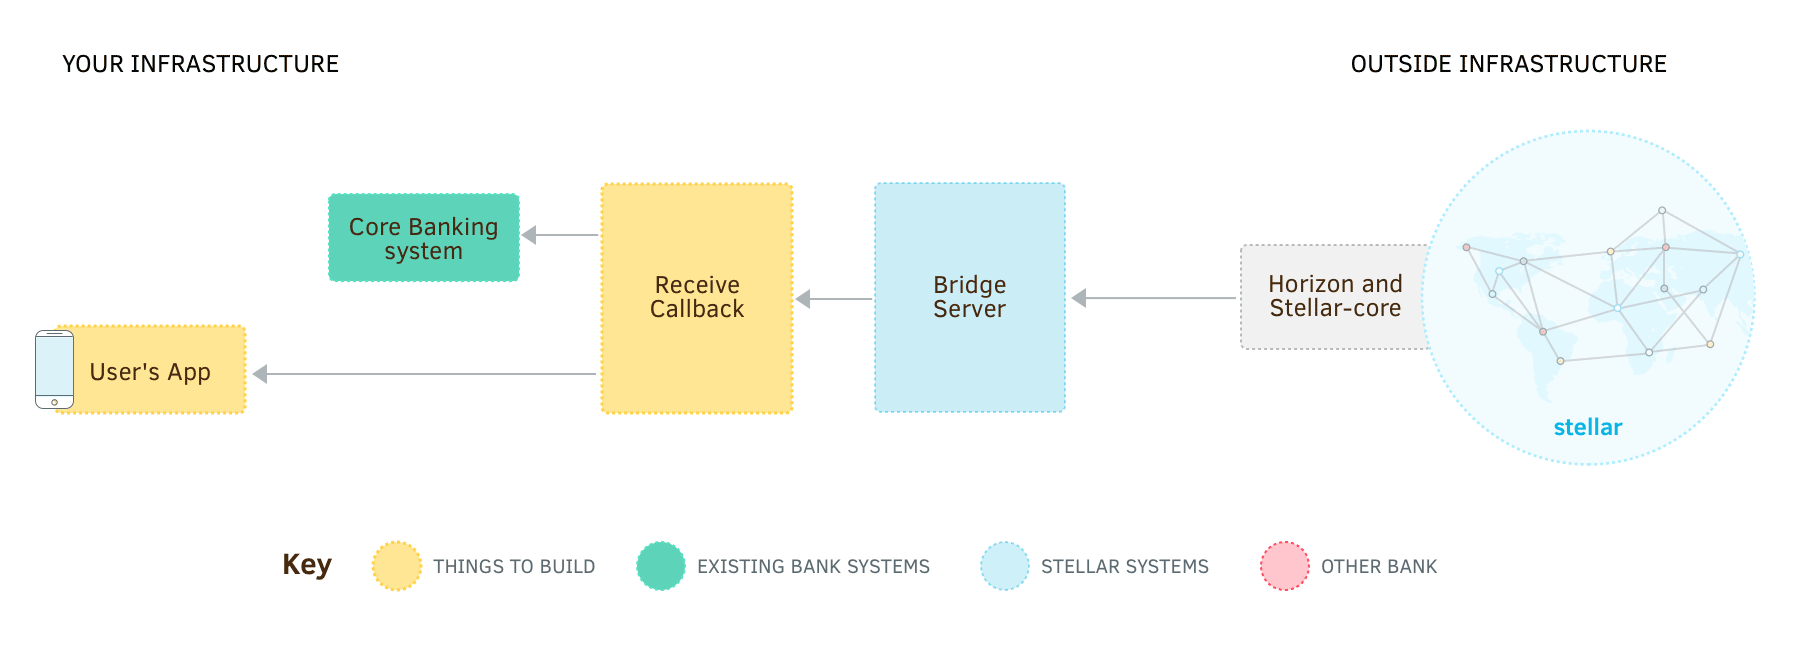 YOUR INFRASTRUCTURE
OUTSIDE INFRASTRUCTURE
Core Banking
system
User's App
Receive
Callback
Bridge
Server
Horizon and
Stellar-core
stellar
Key
THINGS TO BUILD
EXISTING BANK SYSTEMS
STELLAR SYSTEMS
OTHER BANK